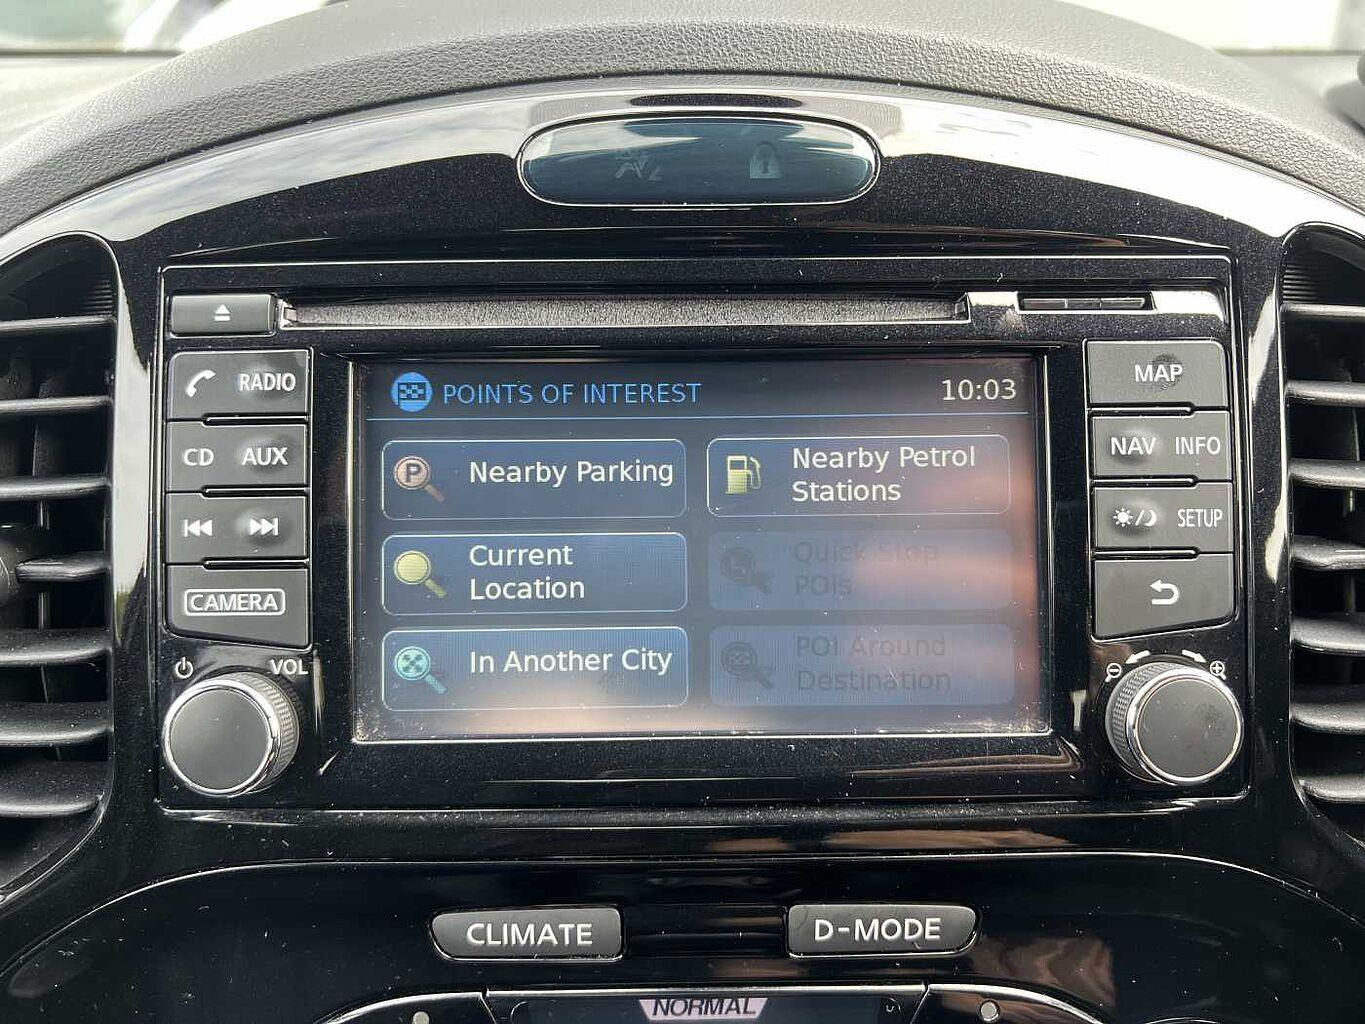 RADIO
CD AUX
CAMERA
VOL
POINTS OF INTEREST 10:03
Nearby Parking
Nearby Petrol
Stations
Current
Location
Quick Stop
POIs
In Another City
POI Around
Destination
MAP
NAV INFO
SETUP
CLIMATE
D-MODE
NORMAL